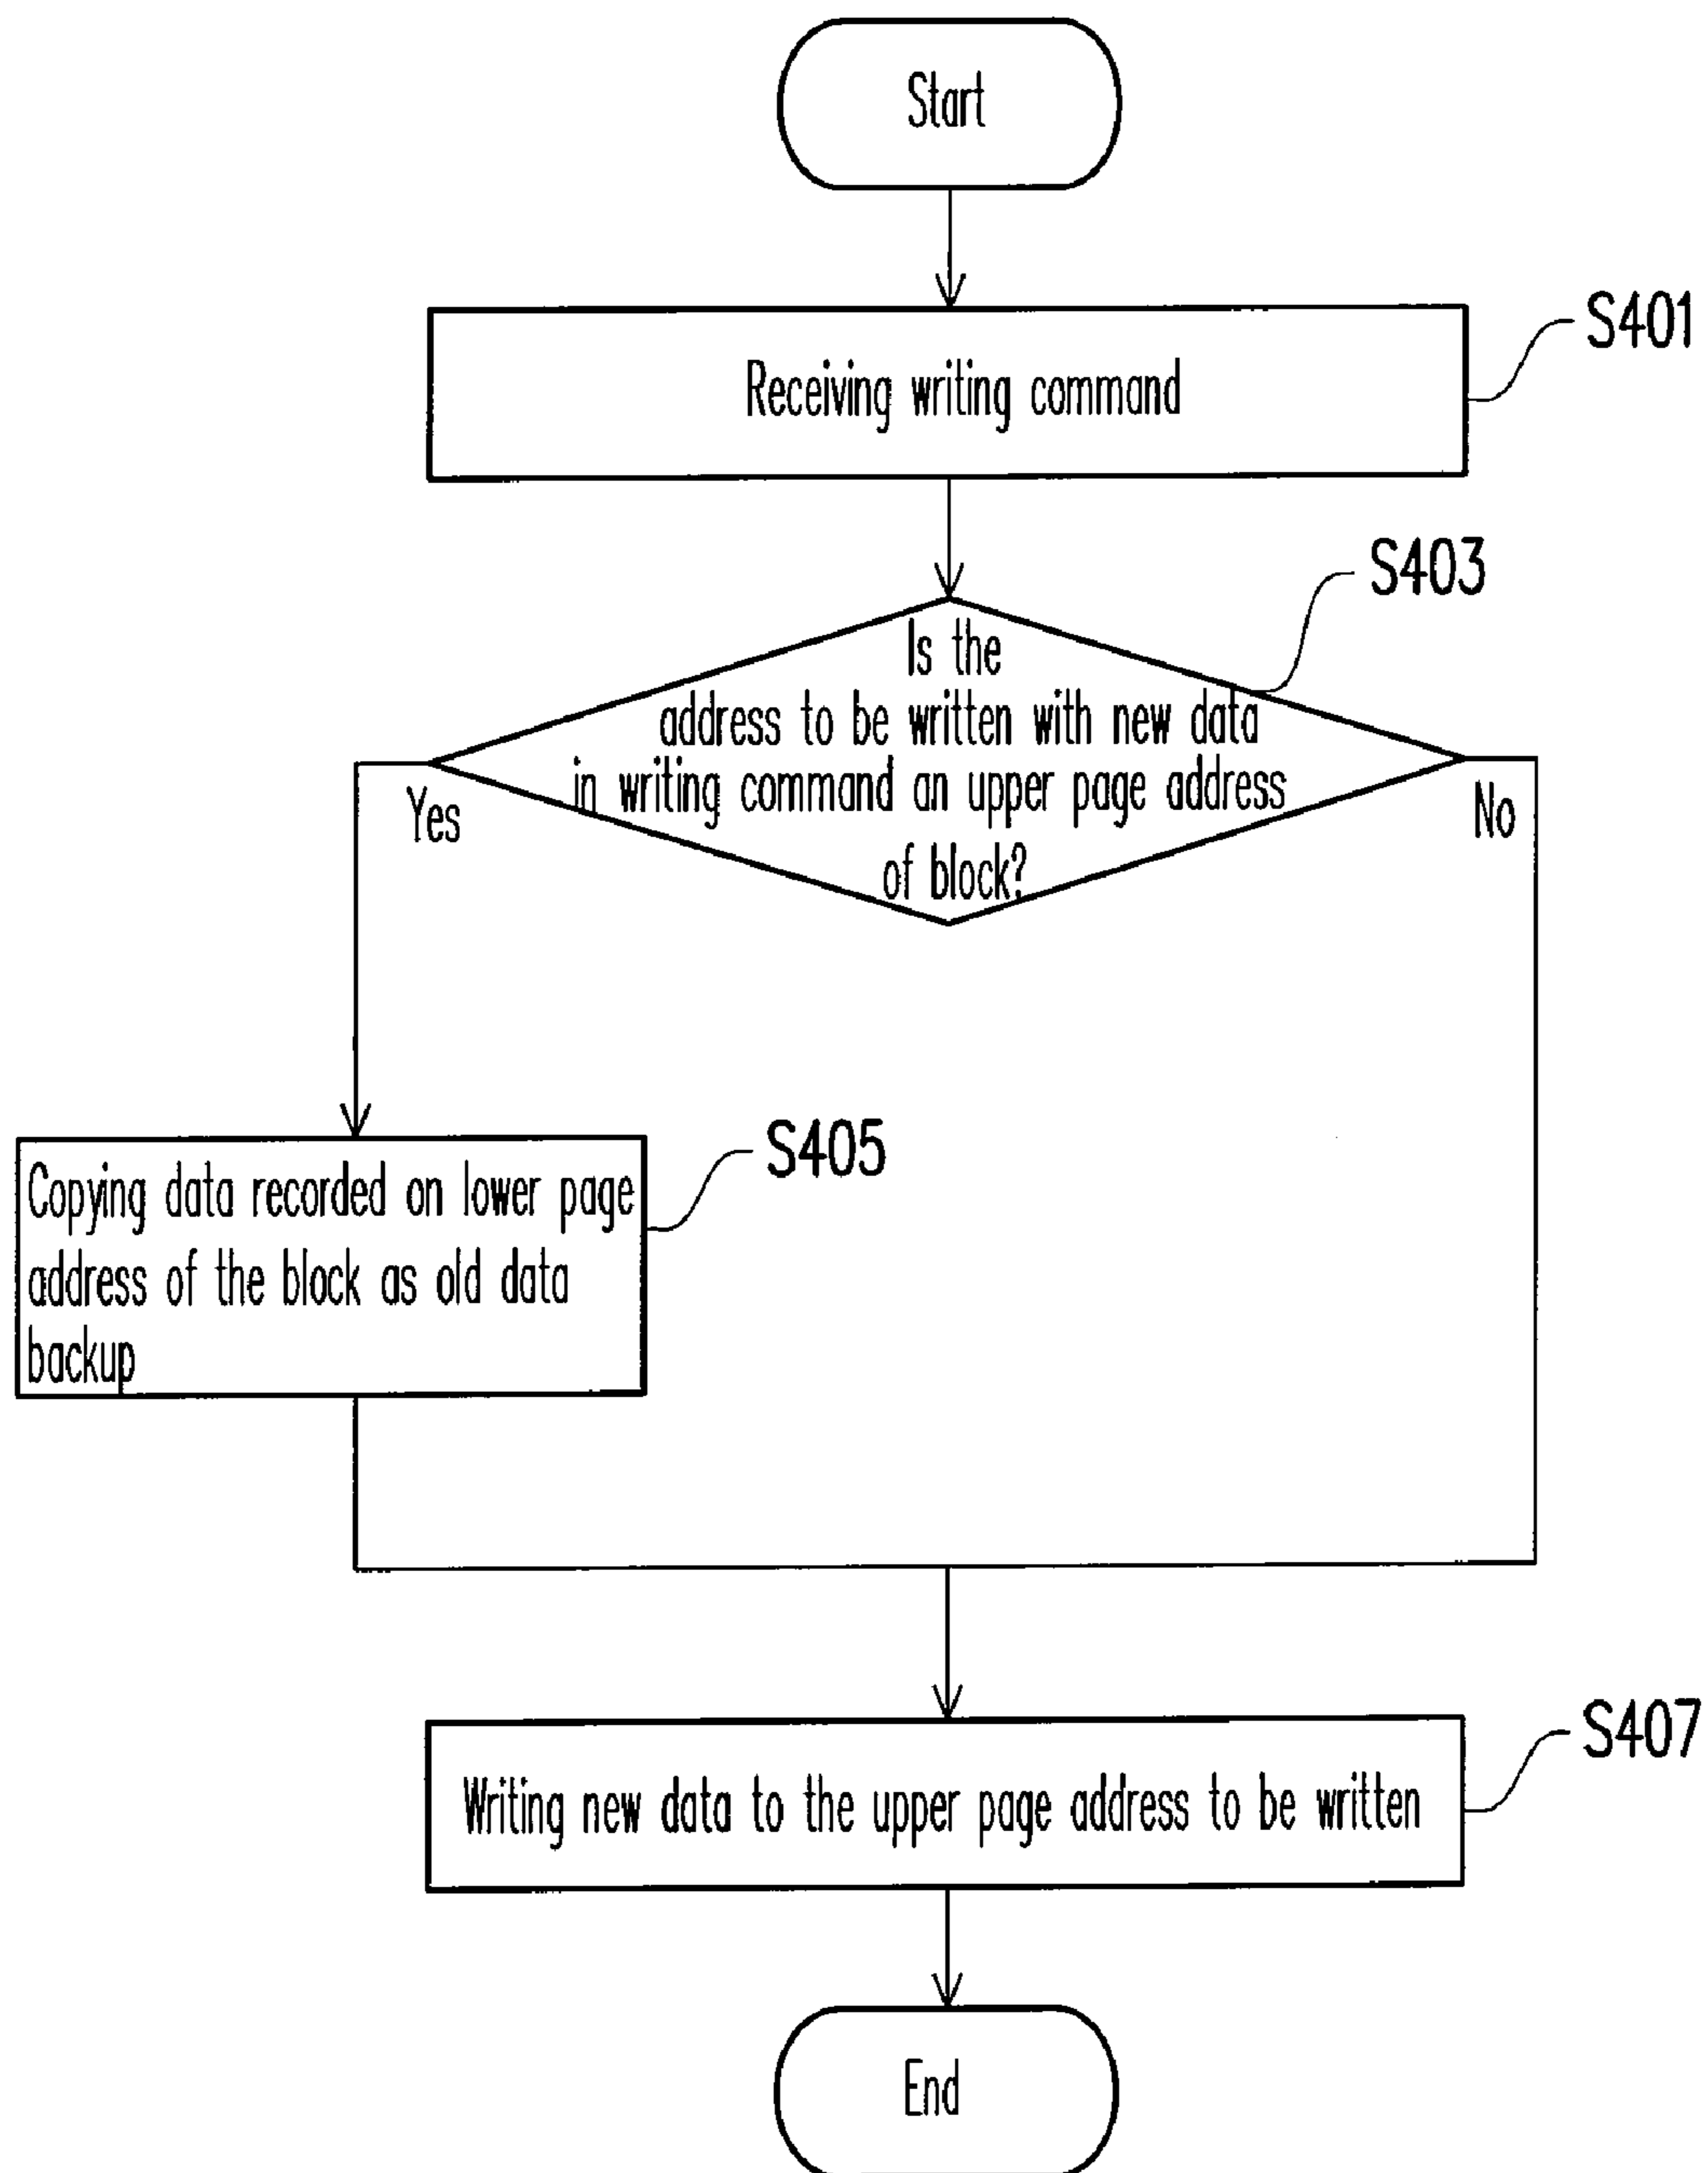 Start
Receiving writing command
S401
S403
Is the
address to be written with new data
in writing command an upper page address
of block?
Yes
No
S405
Copying data recorded on lower page
address of the block as old data
backup
S407
Writing new data to the upper page address to be written
End